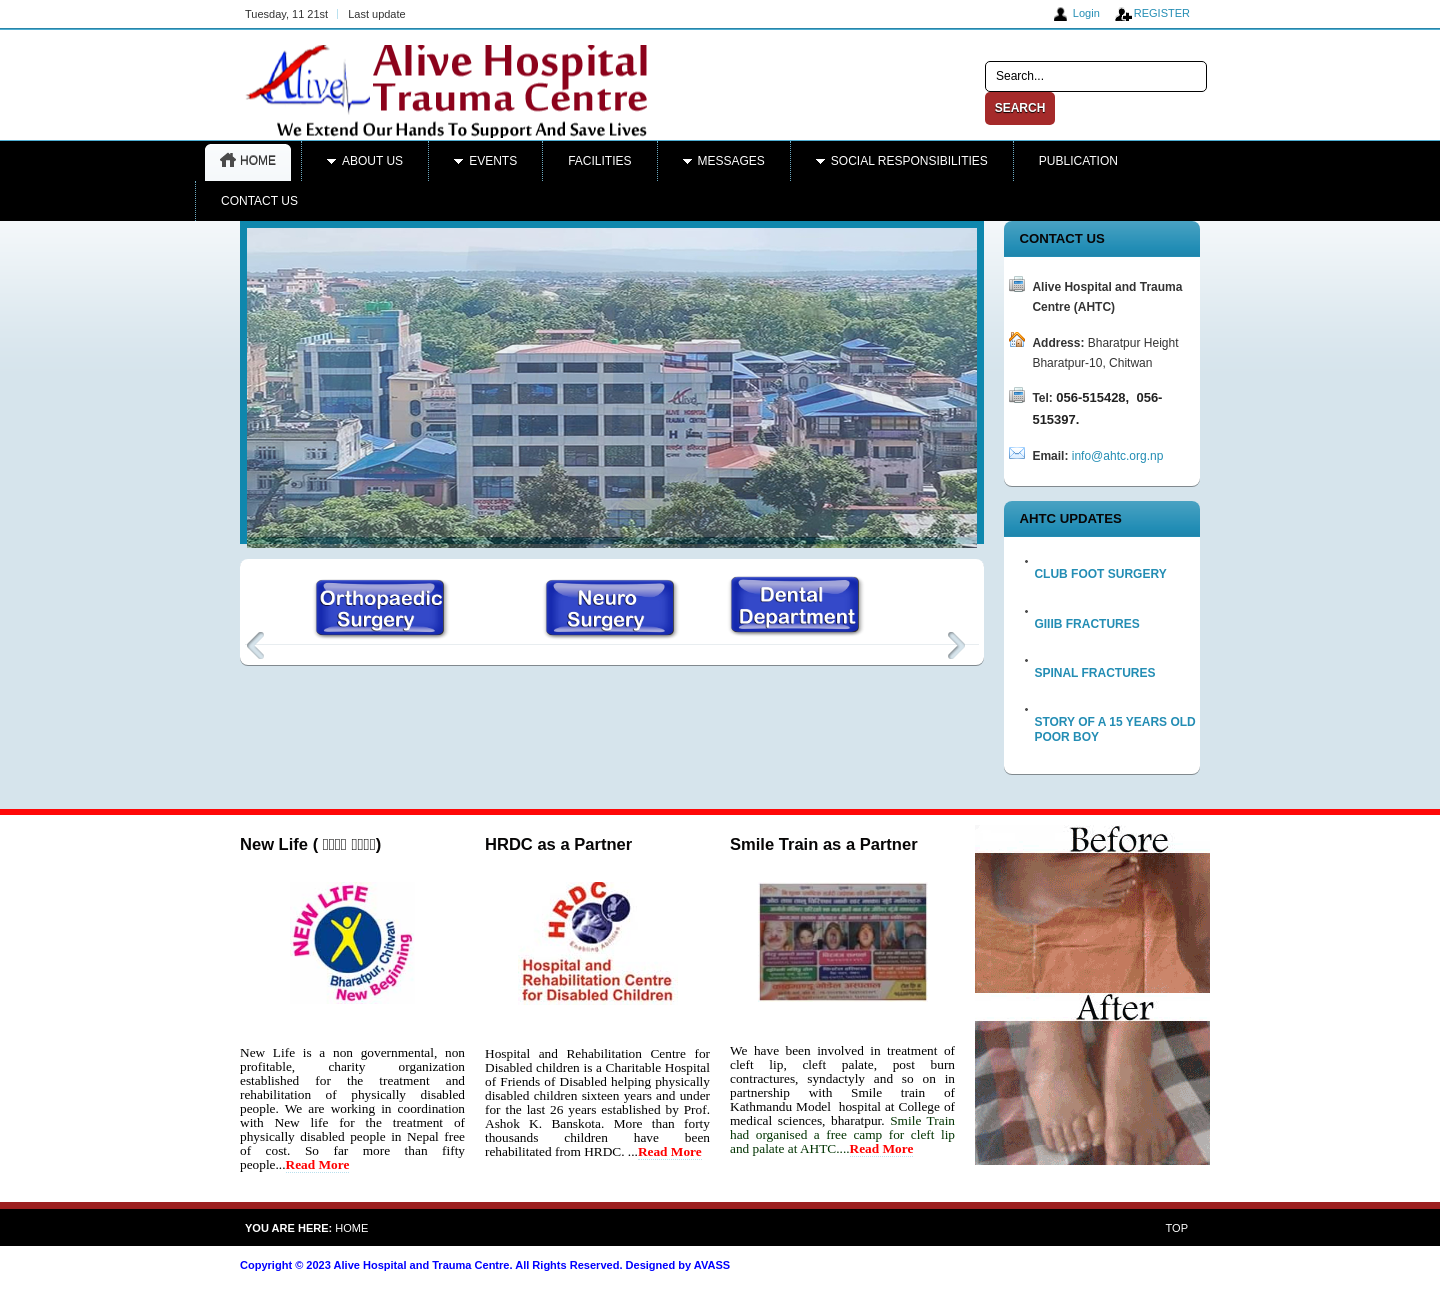 Tuesday, 11 21st
Last update
Login
REGISTER
Alive
Alive Hospital
Trauma Centre
We Extend Our Hands To Support And Save Lives
Search...
SEARCH
HOME
ABOUT US
EVENTS
FACILITIES
MESSAGES
SOCIAL RESPONSIBILITIES
PUBLICATION
CONTACT US
ALIVE HOSPITAL
TRAUMA CENTRE
H
CONTACT US
Alive Hospital and Trauma
Centre (AHTC)
Address: Bharatpur Height
Bharatpur-10, Chitwan
Tel: 056-515428, 056-
515397.
Email: info@ahtc.org.np
Orthopaedic
Surgery
Neuro
Surgery
Dental
Department
AHTC UPDATES
CLUB FOOT SURGERY
GIIIB FRACTURES
SPINAL FRACTURES
STORY OF A 15 YEARS OLD
POOR BOY
New Life ( )
NEW LIFE
Bharatpur, Chitwan
New Beginning
New Life is a non governmental, non
profitable, charity organization
established for the treatment and
rehabilitation of physically disabled
people. We are working in coordination
with New life for the treatment of
physically disabled people in Nepal free
of cost. So far more than fifty
people...Read More
HRDC as a Partner
HRDC
Enabling Abilities
Hospital and
Rehabilitation Centre
for Disabled Children
Hospital and Rehabilitation Centre for
Disabled children is a Charitable Hospital
of Friends of Disabled helping physically
disabled children sixteen years and under
for the last 26 years established by Prof.
Ashok K. Banskota. More than forty
thousands children have been
rehabilitated from HRDC. ...Read More
Smile Train as a Partner
We have been involved in treatment of
cleft lip, cleft palate, post burn
contractures, syndactyly and so on in
partnership with Smile train of
Kathmandu Model hospital at College of
medical sciences, bharatpur. Smile Train
had organised a free camp for cleft lip
and palate at AHTC....Read More
Before
After
YOU ARE HERE: HOME
TOP
Copyright © 2023 Alive Hospital and Trauma Centre. All Rights Reserved. Designed by AVASS